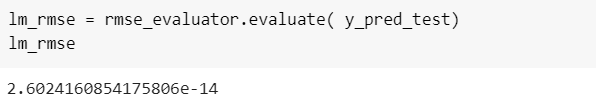 lm_rmse = rmse_evaluator.evaluate( y_pred_test)
lm_rmse
2.6024160854175806e-14